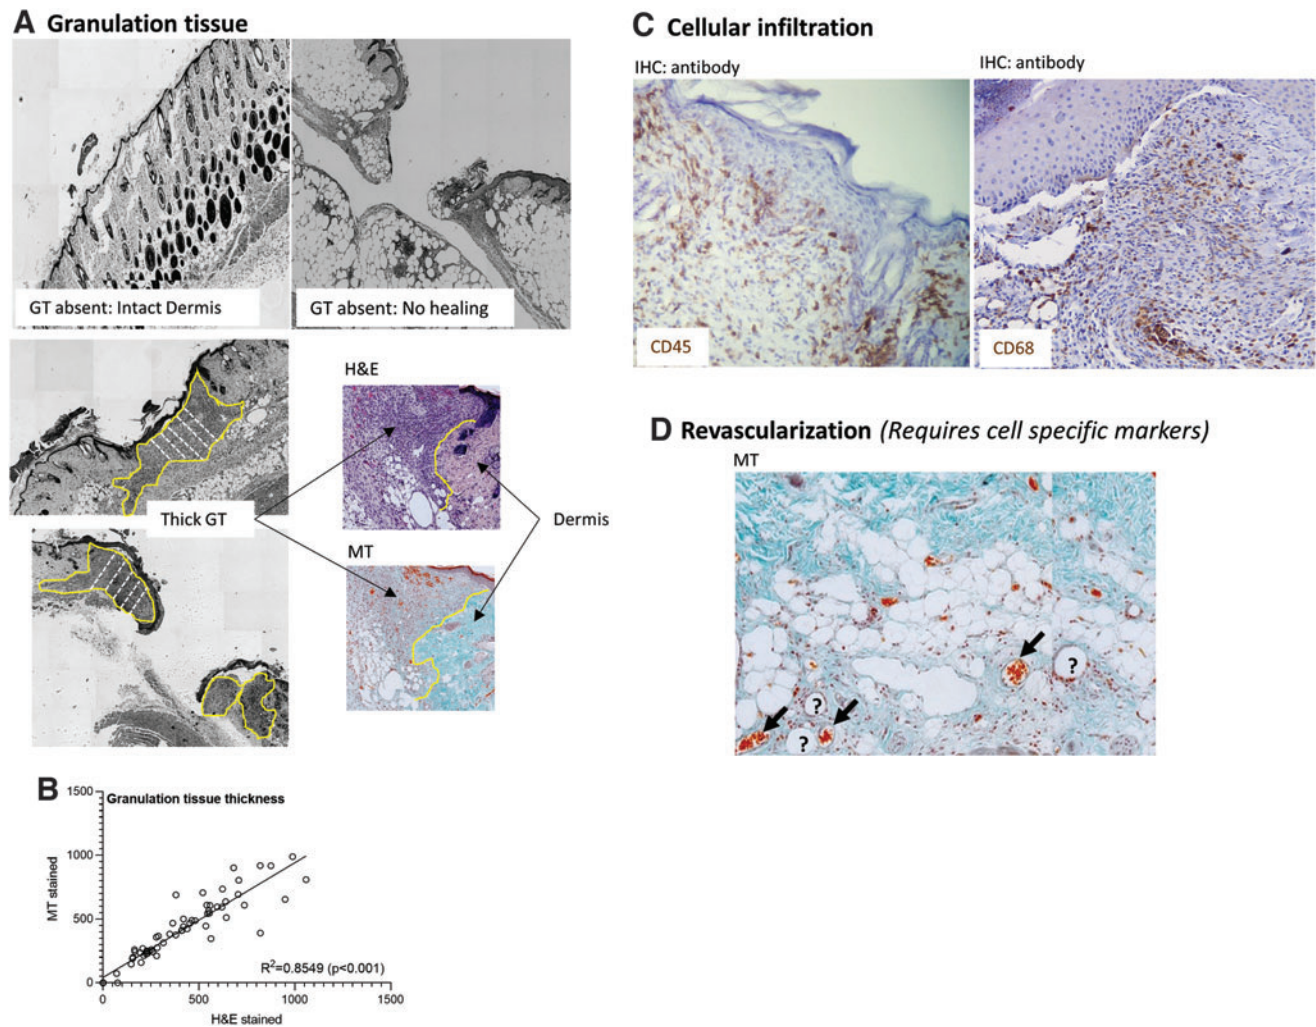 A Granulation tissue
GT absent: Intact Dermis
GT absent: No healing
H&E
Thick GT
Dermis
MT
B
Granulation tissue thickness
MT stained
1500
1000
500
0
0
500
1000
1500
R²=0.8549 (p<0.001)
H&E stained
C Cellular infiltration
IHC: antibody
IHC: antibody
CD45
CD68
D Revascularization (Requires cell specific markers)
MT
?
?
?